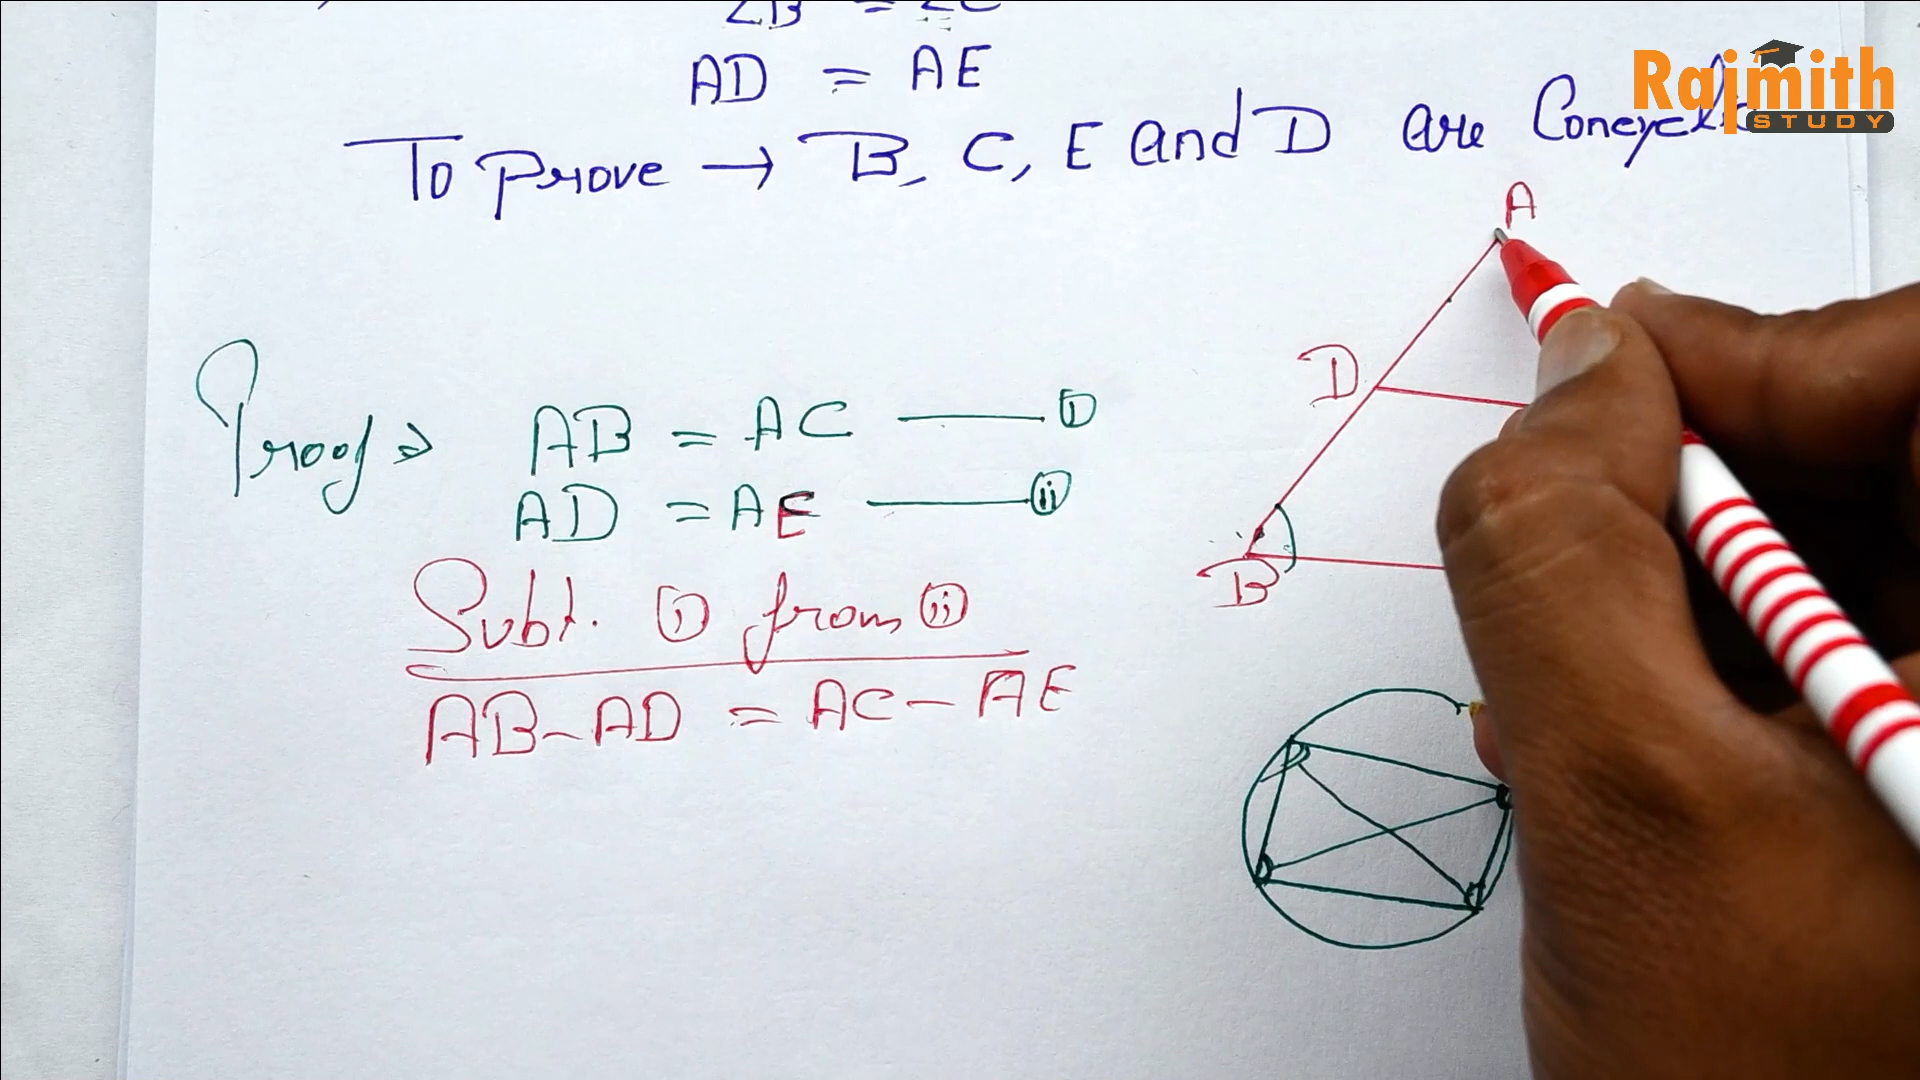 ∠B = ∠C
AD = AE
To Prove → B, C, E and D are Concyclic
Rajmith
STUDY
A
D
B
Proof ⇒ AB = AC —— (i)
AD = AE —— (ii)
Subt. (i) from (ii)
AB - AD = AC - AE